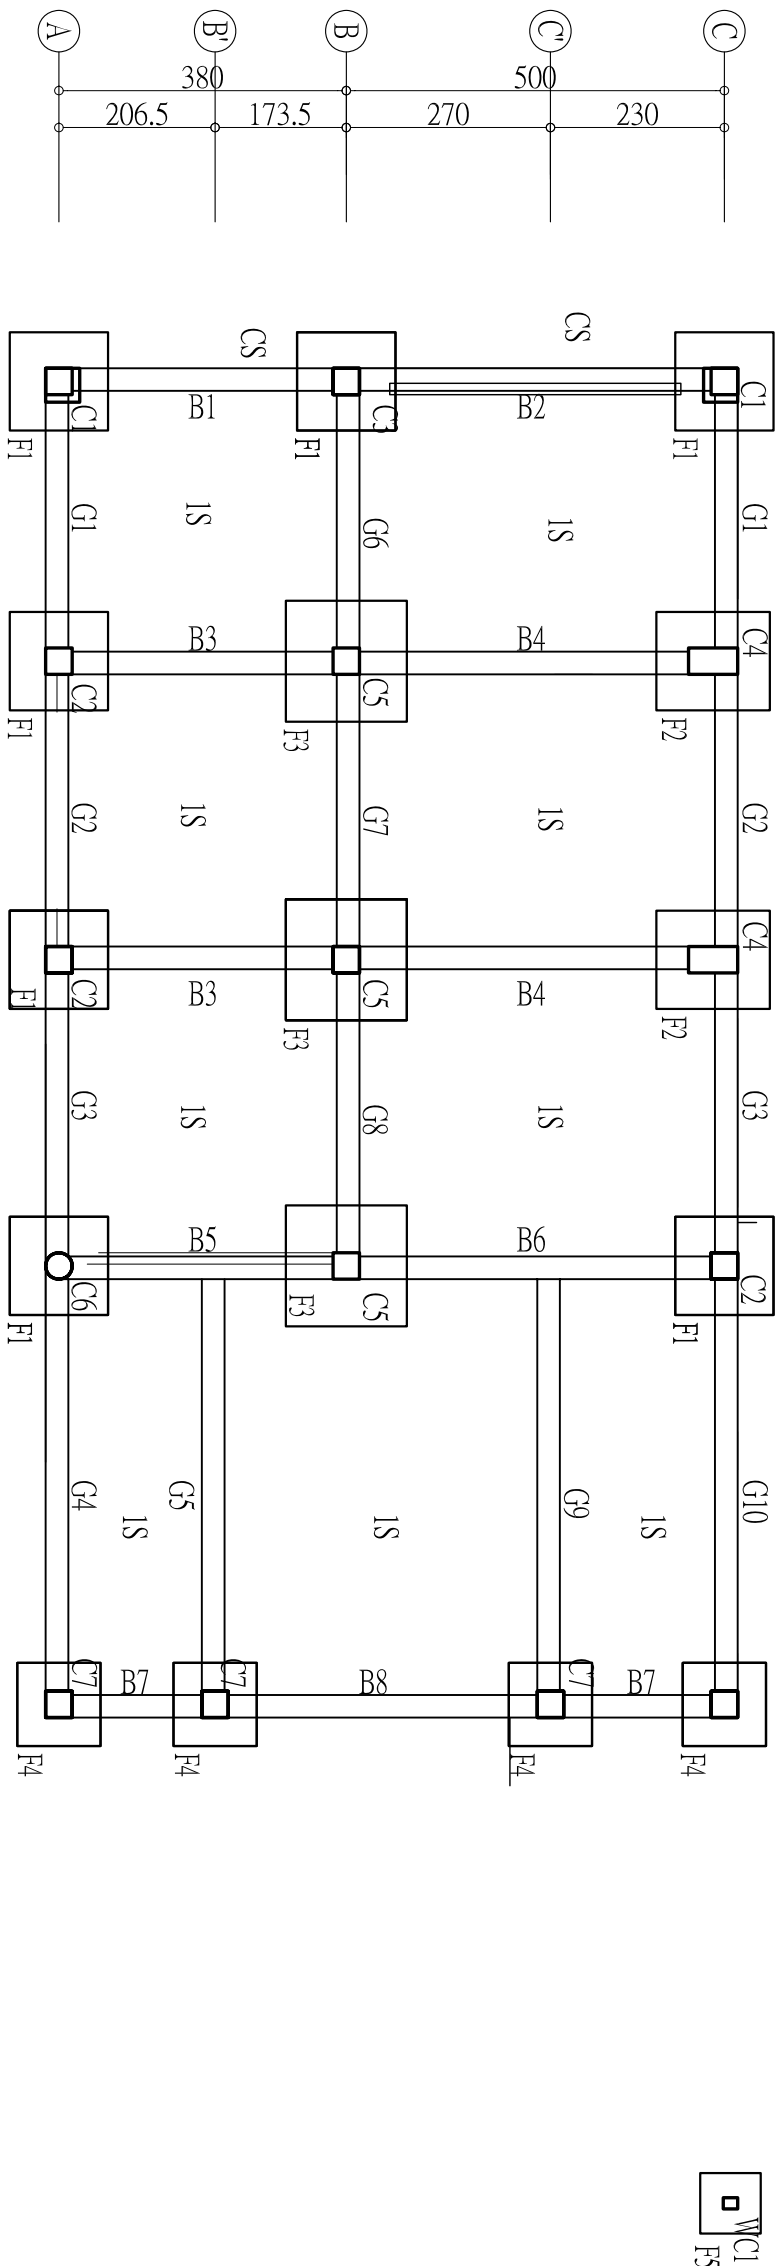 A B' B C' C
380 500
206.5 173.5 270 230
CS CS
C1 B1 C3 B2 C1
F1 F1 F1
G1 1S G6 1S G1
B3 B4 C4
C2 C5
F1 F3 F2
G2 1S G7 1S G2
C4
F1 C2 B3 C5 B4
F3 F2
G3 1S G8 1S G3
B5 B6
C6 F3 C5 C2
F1 F1
G4 G5 G9 G10
1S 1S 1S
C7 B7 C7 B8 C7 B7
F4 F4 F4 F4
WC1
F5